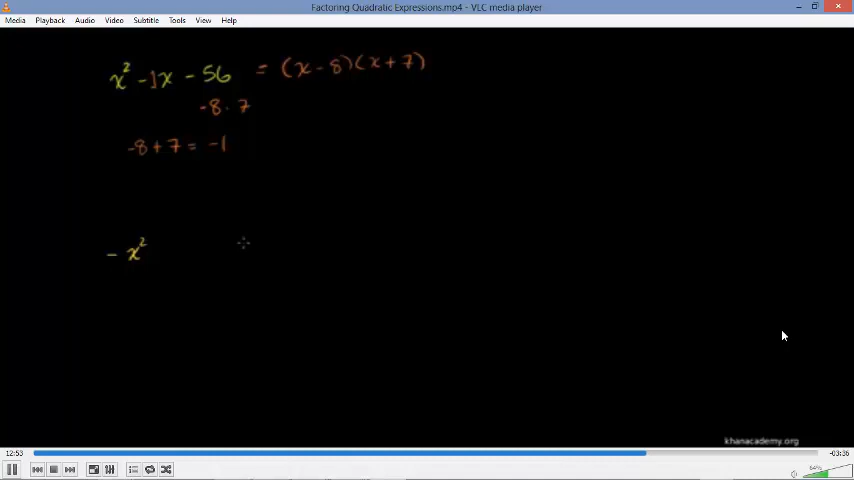 Factoring Quadratic Expressions.mp4 - VLC media player
Media Playback Audio Video Subtitle Tools View Help
x² - 1x - 56 = (x - 8)(x + 7)
-8 · 7
-8 + 7 = -1
- x²
khanacademy.org
12:53 -03:36
64%